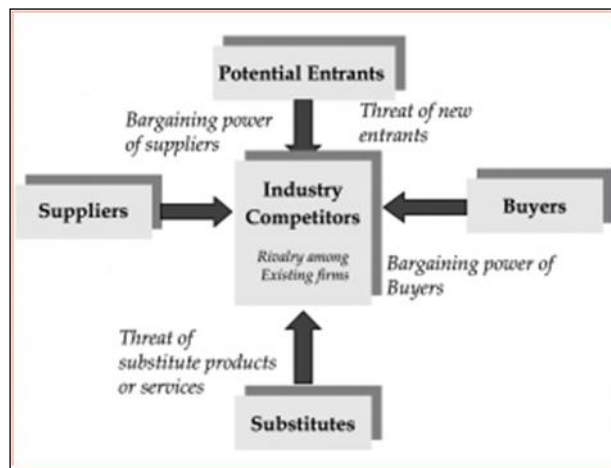 Potential Entrants
Bargaining power
of suppliers
Threat of new
entrants
Suppliers
Industry
Competitors
Rivalry among
Existing firms
Buyers
Bargaining power of
Buyers
Threat of
substitute products
or services
Substitutes